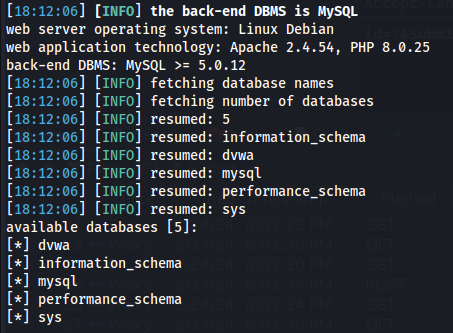 [18:12:06] [INFO] the back-end DBMS is MySQL
web server operating system: Linux Debian
web application technology: Apache 2.4.54, PHP 8.0.25
back-end DBMS: MySQL >= 5.0.12
[18:12:06] [INFO] fetching database names
[18:12:06] [INFO] fetching number of databases
[18:12:06] [INFO] resumed: 5
[18:12:06] [INFO] resumed: information_schema
[18:12:06] [INFO] resumed: dvwa
[18:12:06] [INFO] resumed: mysql
[18:12:06] [INFO] resumed: performance_schema
[18:12:06] [INFO] resumed: sys
available databases [5]:
[*] dvwa
[*] information_schema
[*] mysql
[*] performance_schema
[*] sys